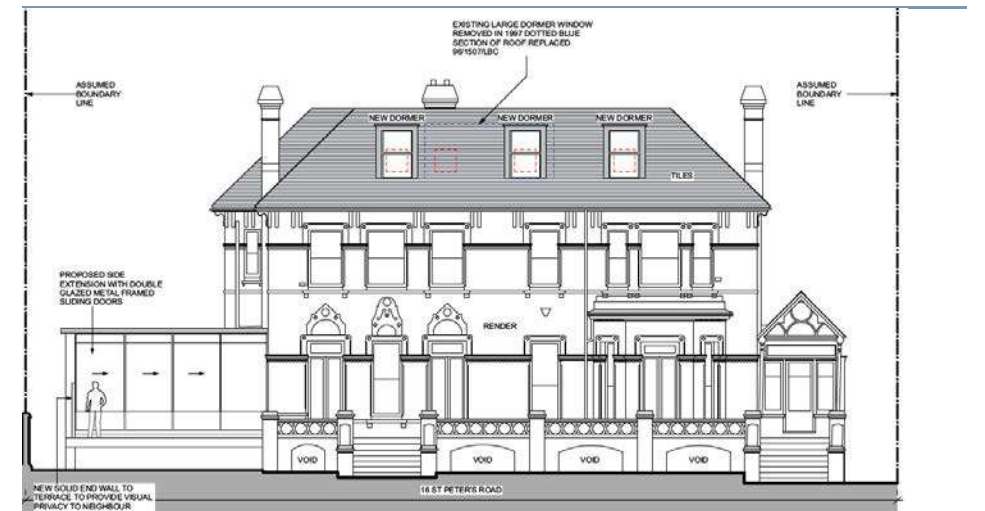 EXISTING LARGE DORMER WINDOW
REMOVED IN 1997 DOTTED BLUE
SECTION OF ROOF REPLACED
96/1507/LBC
ASSUMED
BOUNDARY
LINE
ASSUMED
BOUNDARY
LINE
NEW DORMER
NEW DORMER
NEW DORMER
TILES
PROPOSED SIDE
EXTENSION WITH DOUBLE
GLAZED METAL FRAMED
SLIDING DOORS
RENDER
VOID
VOID
VOID
VOID
NEW SOLID END WALL TO
TERRACE TO PROVIDE VISUAL
PRIVACY TO NEIGHBOUR
16 ST PETER'S ROAD